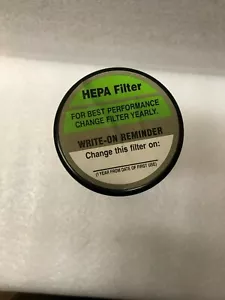 HEPA Filter
FOR BEST PERFORMANCE
CHANGE FILTER YEARLY.
WRITE-ON REMINDER
Change this filter on:
(1 YEAR FROM DATE OF FIRST USE)